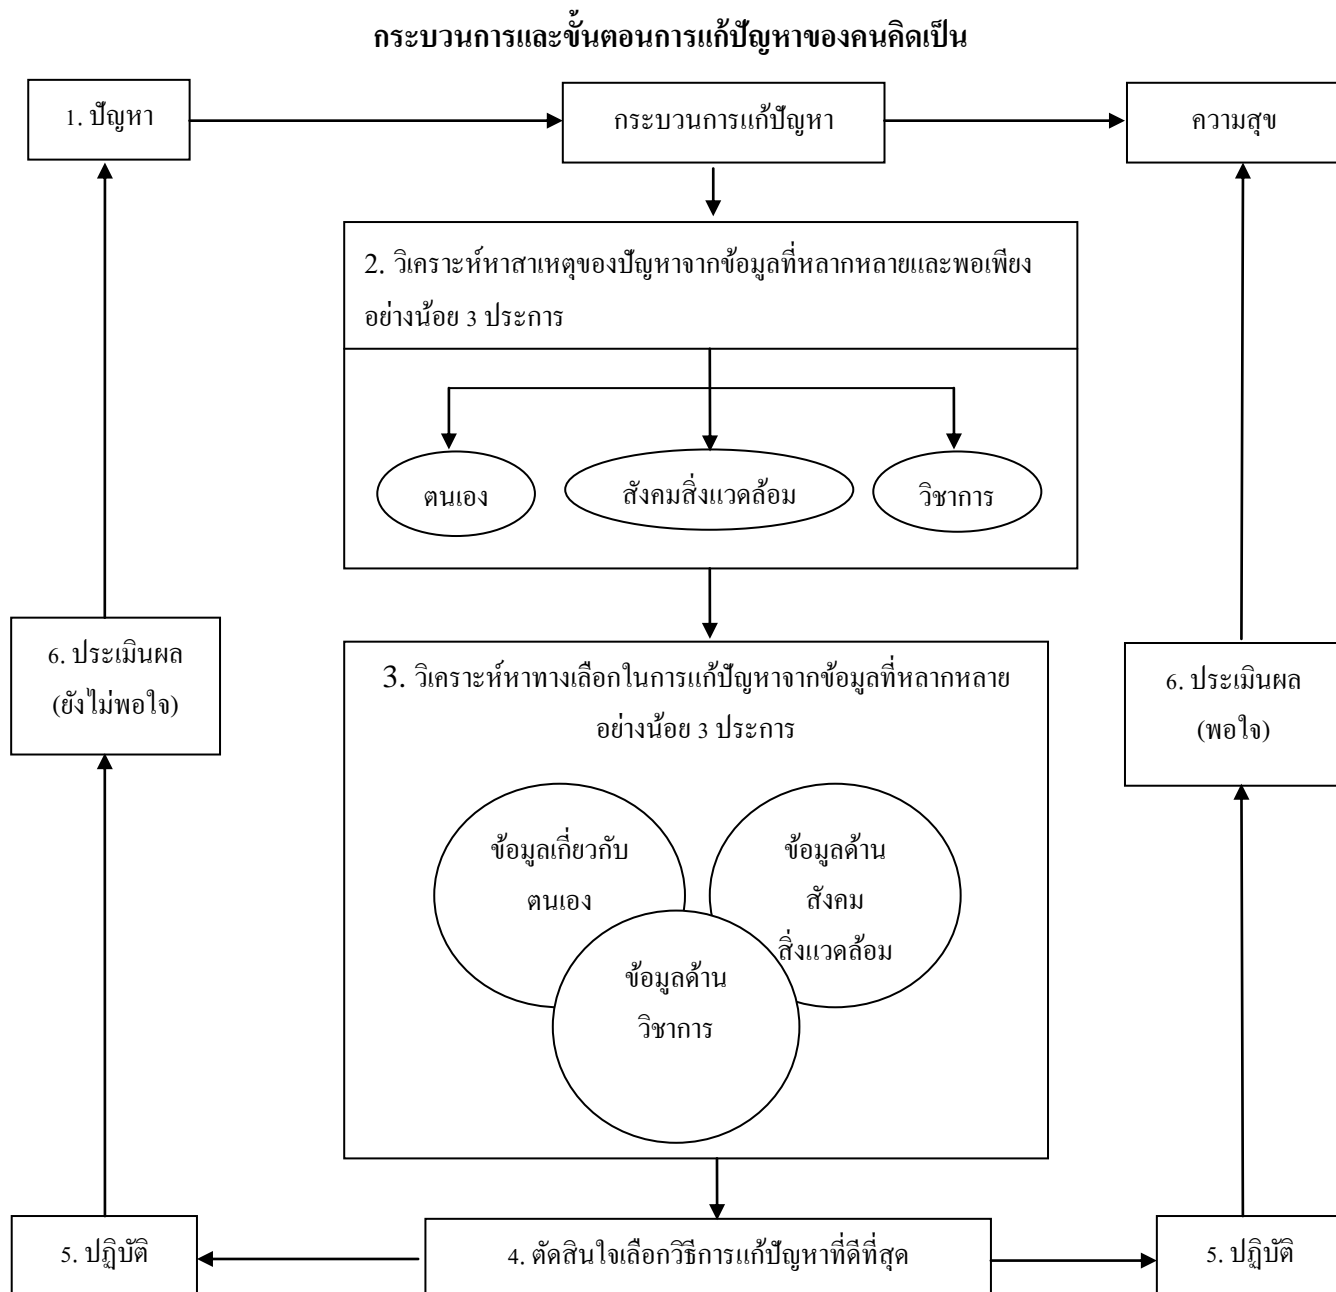 กระบวนการและขั้นตอนการแก้ปัญหาของคนคิดเป็น
1. ปัญหา
กระบวนการแก้ปัญหา
ความสุข
2. วิเคราะห์หาสาเหตุของปัญหาจากข้อมูลที่หลากหลายและพอเพียง
อย่างน้อย 3 ประการ
ตนเอง
สังคมสิ่งแวดล้อม
วิชาการ
6. ประเมินผล
(ยังไม่พอใจ)
3. วิเคราะห์หาทางเลือกในการแก้ปัญหาจากข้อมูลที่หลากหลาย
อย่างน้อย 3 ประการ
6. ประเมินผล
(พอใจ)
ข้อมูลเกี่ยวกับ
ตนเอง
ข้อมูลด้าน
สังคม
สิ่งแวดล้อม
ข้อมูลด้าน
วิชาการ
5. ปฏิบัติ
4. ตัดสินใจเลือกวิธีการแก้ปัญหาที่ดีที่สุด
5. ปฏิบัติ